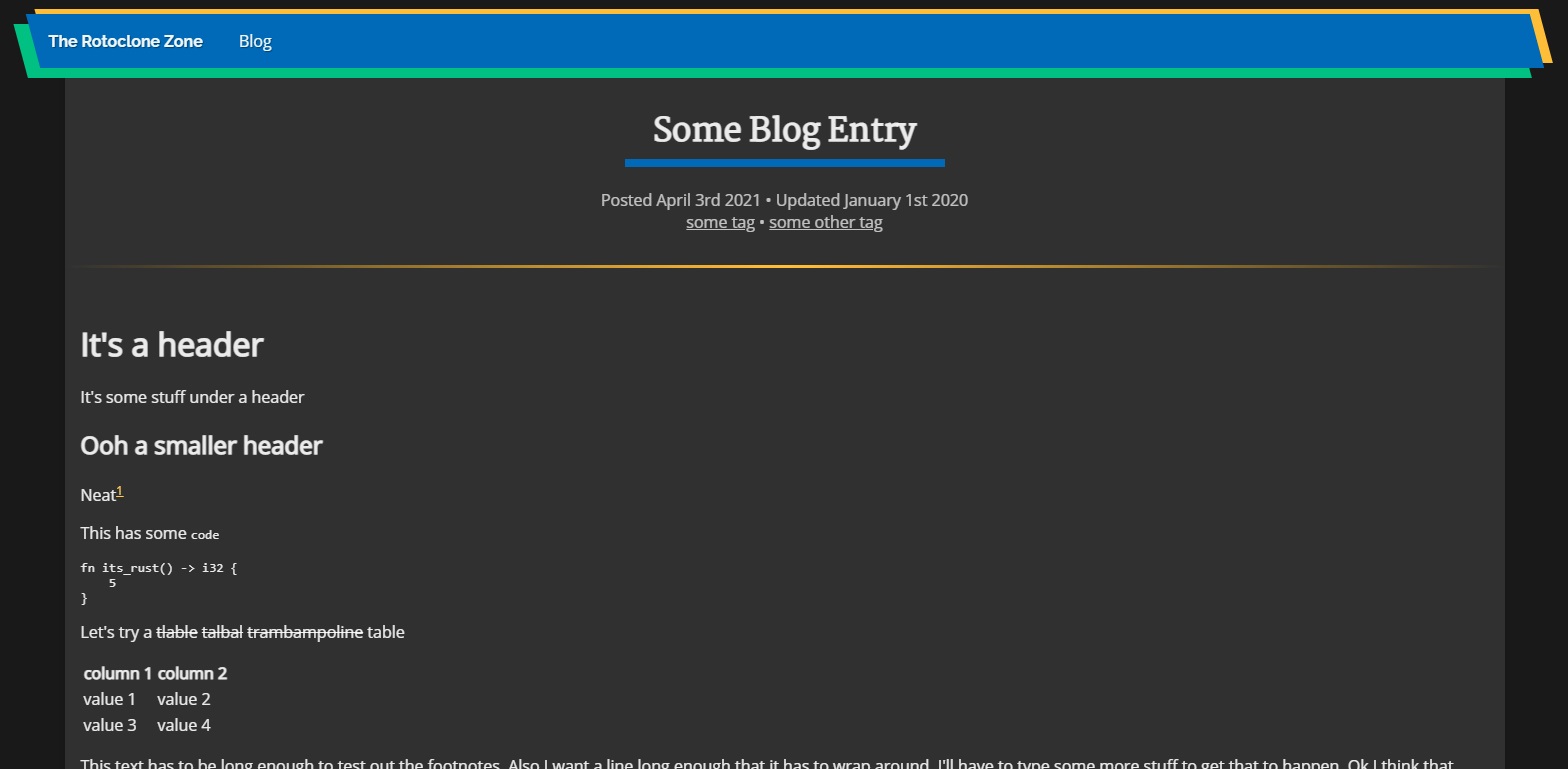 The Rotoclone Zone Blog
Some Blog Entry
Posted April 3rd 2021 • Updated January 1st 2020
some tag • some other tag
It's a header
It's some stuff under a header
Ooh a smaller header
Neat1
This has some code
fn its_rust() -> i32 {
    5
}
Let's try a tlable talbal trambampoline table
column 1 column 2
value 1 value 2
value 3 value 4
This text has to be long enough to test out the footnotes. Also I want a line long enough that it has to wrap around. I'll have to type some more stuff to get that to happen. Ok I think that